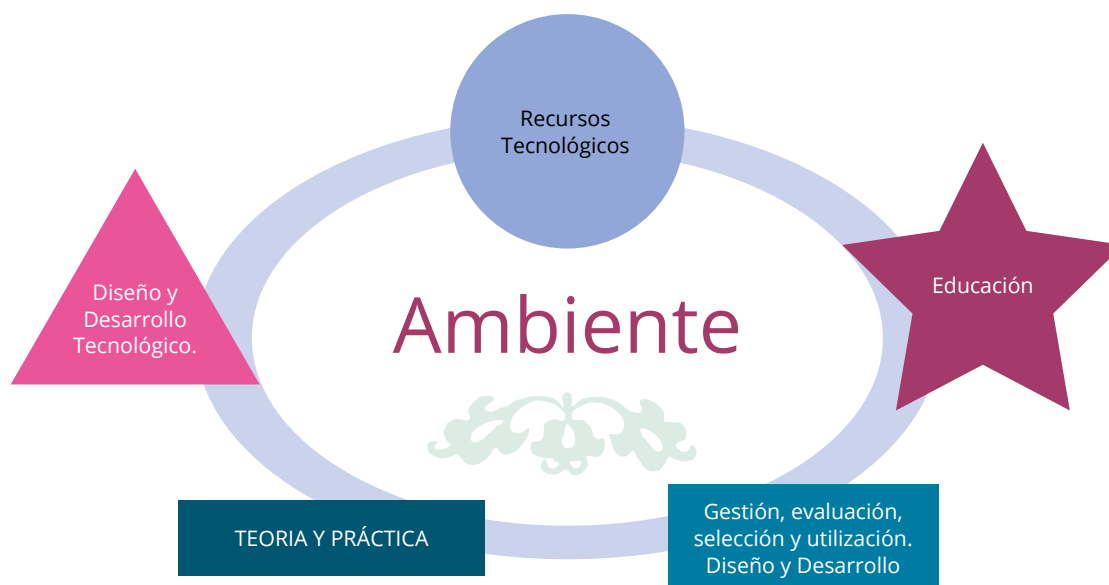 Recursos
Tecnológicos
Educación
Diseño y
Desarrollo
Tecnológico.
Ambiente
TEORIA Y PRÁCTICA
Gestión, evaluación,
selección y utilización.
Diseño y Desarrollo